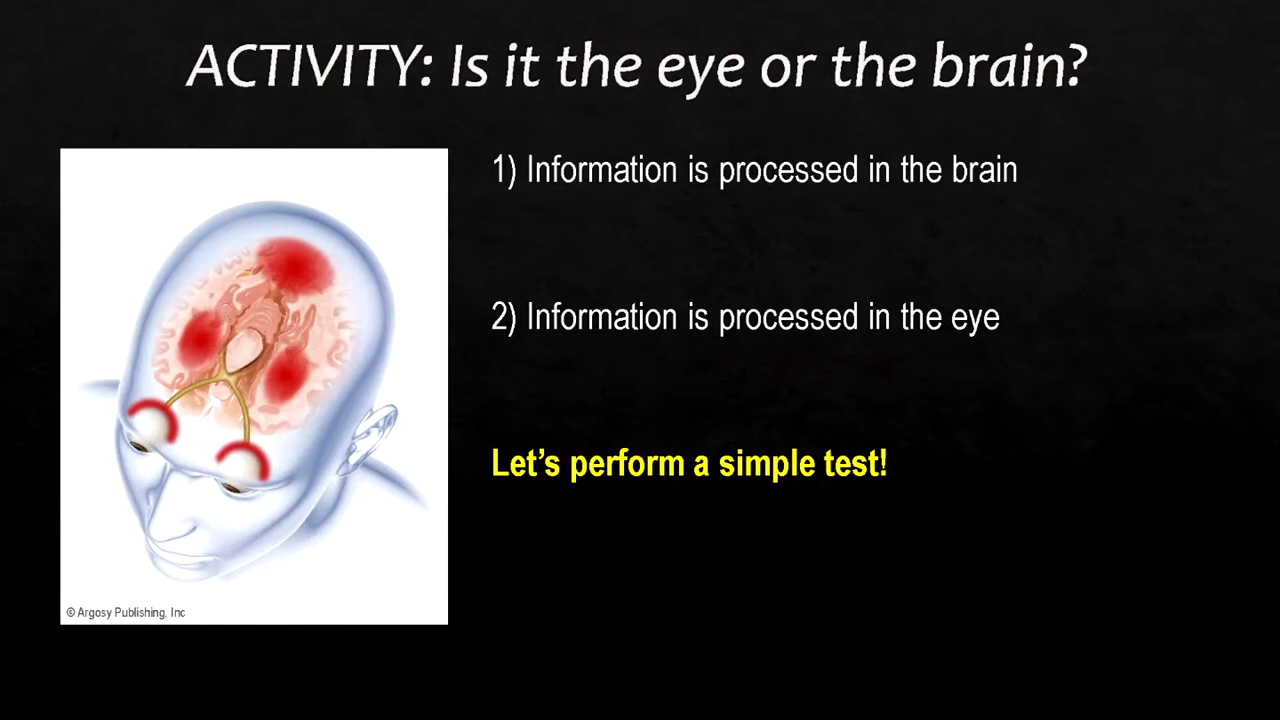 ACTIVITY: Is it the eye or the brain?
1) Information is processed in the brain
2) Information is processed in the eye
Let’s perform a simple test!
© Argosy Publishing, Inc